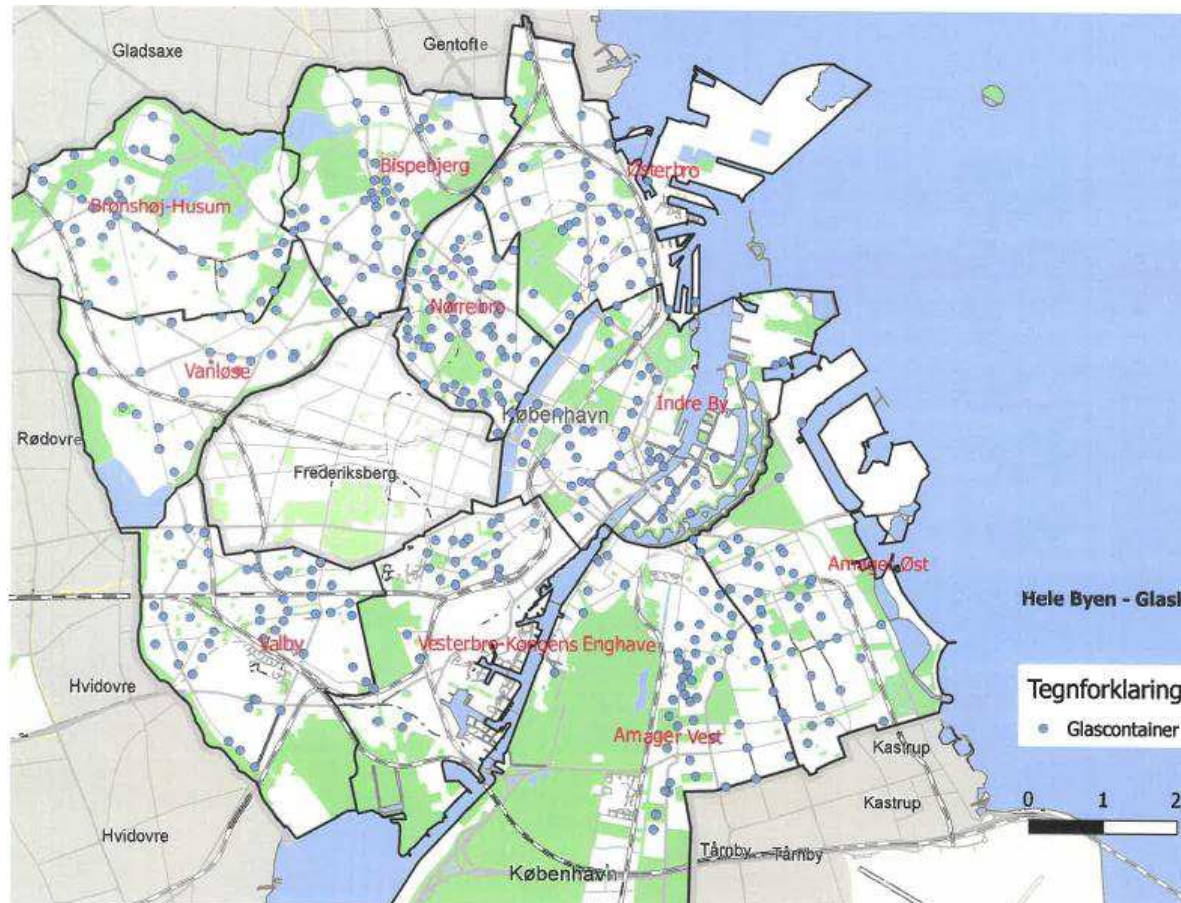 Gladsaxe
Gentofte
Bispebjerg
Østerbro
Brønshøj-Husum
Nørrebro
Vanløse
Indre By
København
Rødovre
Frederiksberg
Amager Øst
Hele Byen - Glas
Valby
Vesterbro-Kongens Enghave
Hvidovre
Tegnforklaring
Glascontainer
Amager Vest
Kastrup
Kastrup
0 1 2
Hvidovre
Tårnby
Tårnby
København